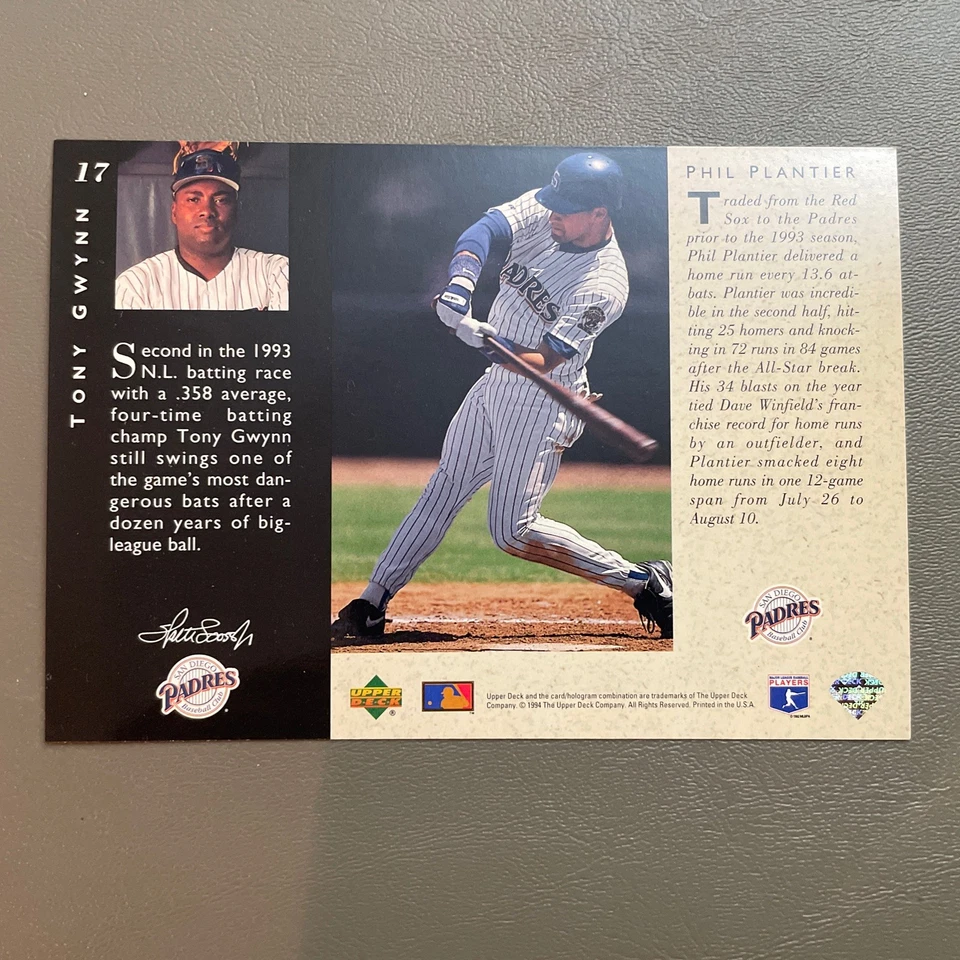 17
TONY GWYNN
Second in the 1993
N.L. batting race
with a .358 average,
four-time batting
champ Tony Gwynn
still swings one of
the game's most dan-
gerous bats after a
dozen years of big-
league ball.
SAN DIEGO
PADRES
Baseball Club
PADRES
PHIL PLANTIER
Traded from the Red
Sox to the Padres
prior to the 1993 season,
Phil Plantier delivered a
home run every 13.6 at-
bats. Plantier was incredi-
ble in the second half, hit-
ting 25 homers and knock-
ing in 72 runs in 84 games
after the All-Star break.
His 34 blasts on the year
tied Dave Winfield's fran-
chise record for home runs
by an outfielder, and
Plantier smacked eight
home runs in one 12-game
span from July 26 to
August 10.
SAN DIEGO
PADRES
Baseball Club
UPPER
DECK
®
Upper Deck and the card/hologram combination are trademarks of The Upper Deck
Company. © 1994 The Upper Deck Company. All Rights Reserved. Printed in the U.S.A.
MAJOR LEAGUE BASEBALL
PLAYERS
UPPER DECK